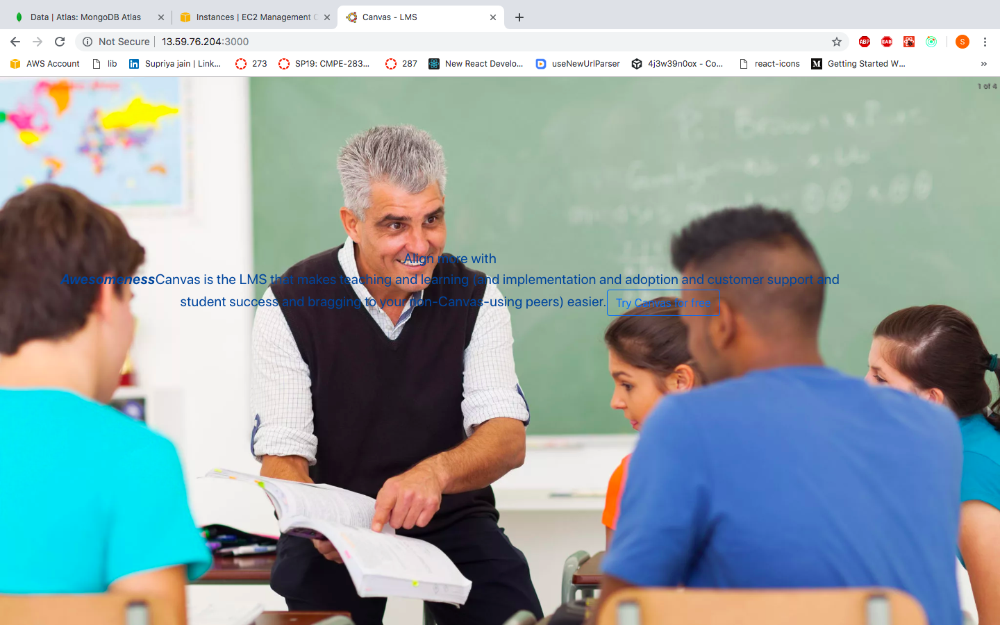 Data | Atlas: MongoDB Atlas
Instances | EC2 Management
Canvas - LMS
Not Secure | 13.59.76.204:3000
ABP
EAB
S
AWS Account
lib
Supriya jain | Link...
273
SP19: CMPE-283...
287
New React Develo...
useNewUrlParser
4j3w39n0ox - Co...
react-icons
Getting Started W...
»
1 of 4
Align more with
AwesomenessCanvas is the LMS that makes teaching and learning (and implementation and adoption and customer support and
student success and bragging to your non-Canvas-using peers) easier.
Try Canvas for free